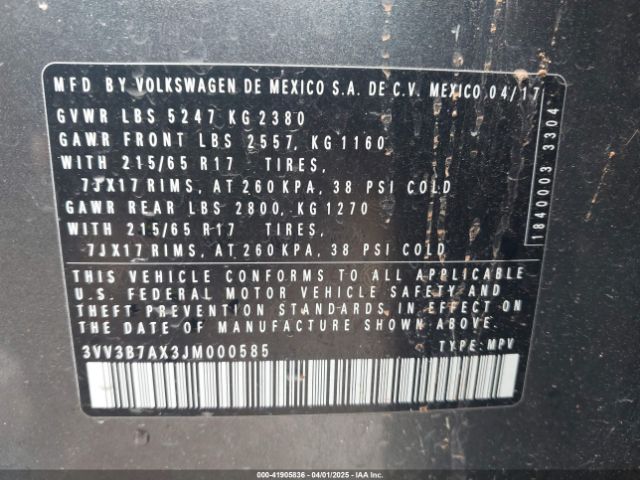 MFD BY VOLKSWAGEN DE MEXICO S.A. DE C.V. MEXICO 04/17
GVWR LBS 5247 KG 2380
GAWR FRONT LBS 2557, KG 1160
WITH 215/65 R17 TIRES,
7JX17 RIMS, AT 260 KPA, 38 PSI COLD
GAWR REAR LBS 2800, KG 1270
WITH 215/65 R17 TIRES,
7JX17 RIMS, AT 260 KPA, 38 PSI COLD
1840003 3304
THIS VEHICLE CONFORMS TO ALL APPLICABLE
U.S. FEDERAL MOTOR VEHICLE SAFETY AND
THEFT PREVENTION STANDARDS IN EFFECT ON
THE DATE OF MANUFACTURE SHOWN ABOVE.
3VV3B7AX3JM000585 TYPE: MPV
000-41905836 - 04/01/2025 - IAAI.COM